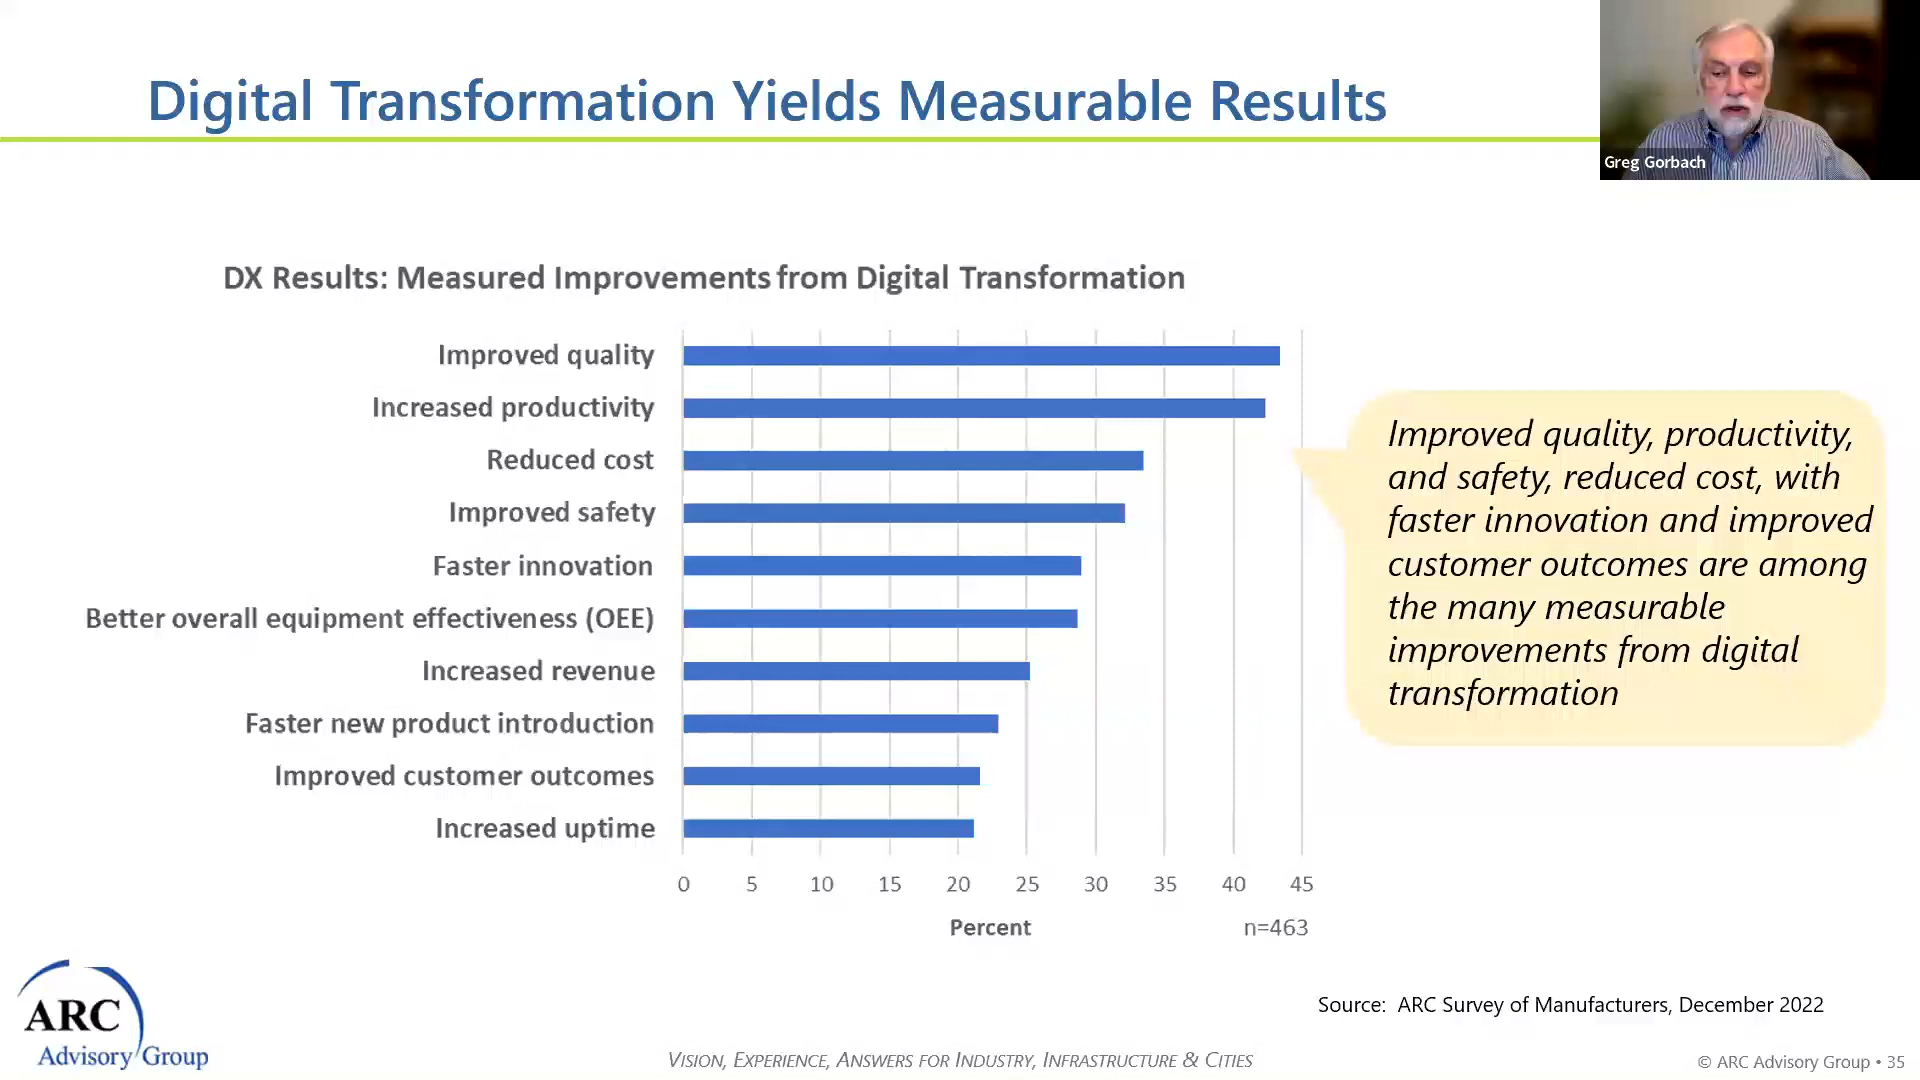 Digital Transformation Yields Measurable Results
Greg Gorbach
DX Results: Measured Improvements from Digital Transformation
Improved quality
Increased productivity
Reduced cost
Improved safety
Faster innovation
Better overall equipment effectiveness (OEE)
Increased revenue
Faster new product introduction
Improved customer outcomes
Increased uptime
0 5 10 15 20 25 30 35 40 45
Percent
n=463
Improved quality, productivity,
and safety, reduced cost, with
faster innovation and improved
customer outcomes are among
the many measurable
improvements from digital
transformation
Source: ARC Survey of Manufacturers, December 2022
ARC
Advisory Group
VISION, EXPERIENCE, ANSWERS FOR INDUSTRY, INFRASTRUCTURE & CITIES
© ARC Advisory Group • 35